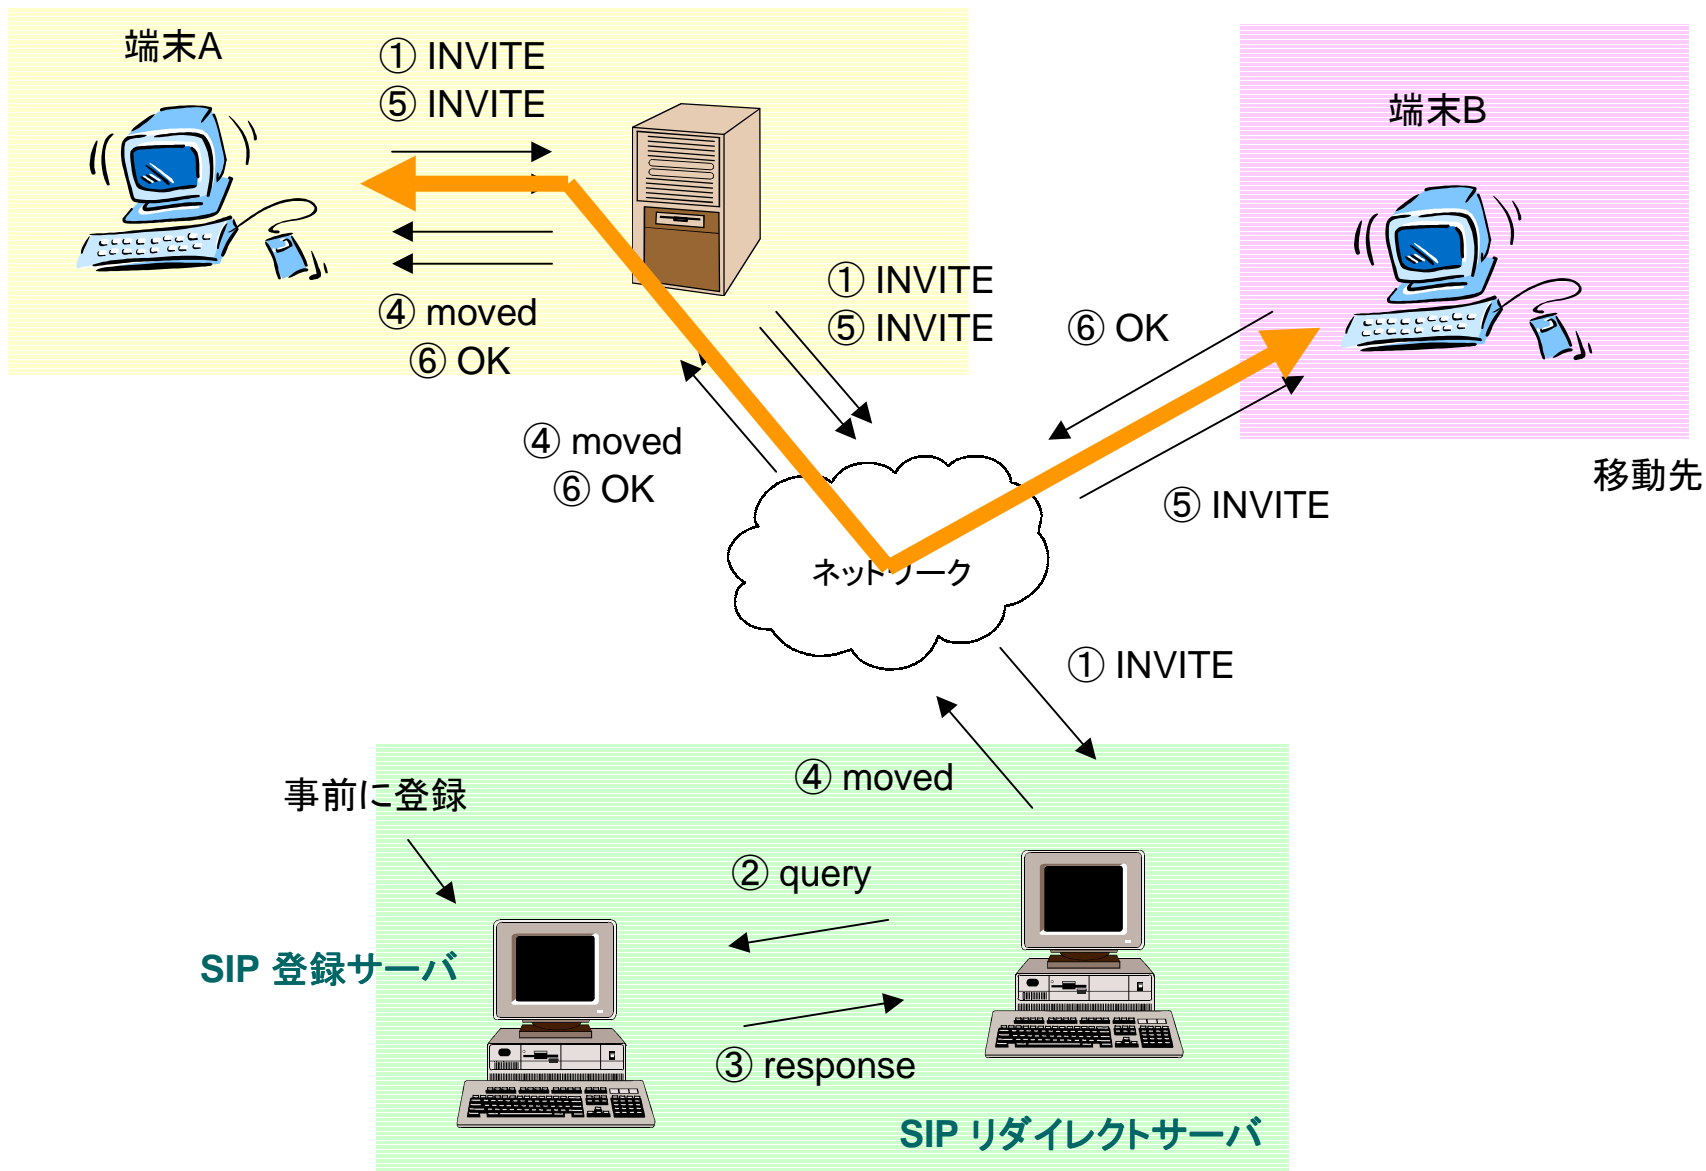 端末A
① INVITE
⑤ INVITE
端末B
④ moved
⑥ OK
① INVITE
⑤ INVITE
⑥ OK
④ moved
⑥ OK
移動先
⑤ INVITE
ネットワーク
① INVITE
④ moved
事前に登録
② query
SIP 登録サーバ
③ response
SIP リダイレクトサーバ